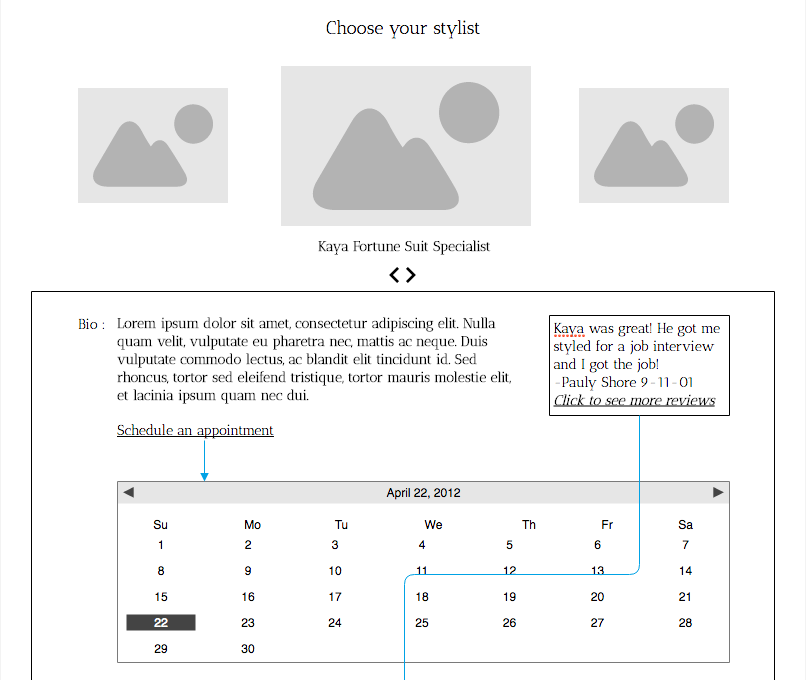 Choose your stylist
Kaya Fortune Suit Specialist
Bio :
Lorem ipsum dolor sit amet, consectetur adipiscing elit. Nulla
quam velit, vulputate eu pharetra nec, mattis ac neque. Duis
vulputate commodo lectus, ac blandit elit tincidunt id. Sed
rhoncus, tortor sed eleifend tristique, tortor mauris molestie elit,
et lacinia ipsum quam nec dui.
Kaya was great! He got me
styled for a job interview
and I got the job!
-Pauly Shore 9-11-01
Click to see more reviews
Schedule an appointment
April 22, 2012
Su Mo Tu We Th Fr Sa
1 2 3 4 5 6 7
8 9 10 11 12 13 14
15 16 17 18 19 20 21
22 23 24 25 26 27 28
29 30